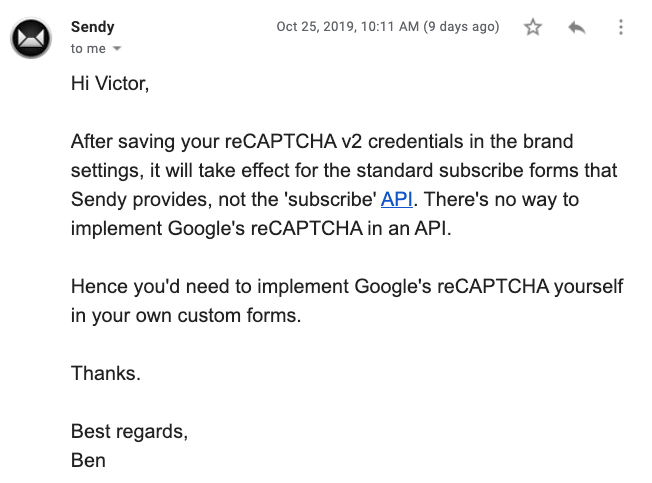 Sendy
Oct 25, 2019, 10:11 AM (9 days ago)
to me
Hi Victor,
After saving your reCAPTCHA v2 credentials in the brand
settings, it will take effect for the standard subscribe forms that
Sendy provides, not the 'subscribe' API. There's no way to
implement Google's reCAPTCHA in an API.
Hence you'd need to implement Google's reCAPTCHA yourself
in your own custom forms.
Thanks.
Best regards,
Ben